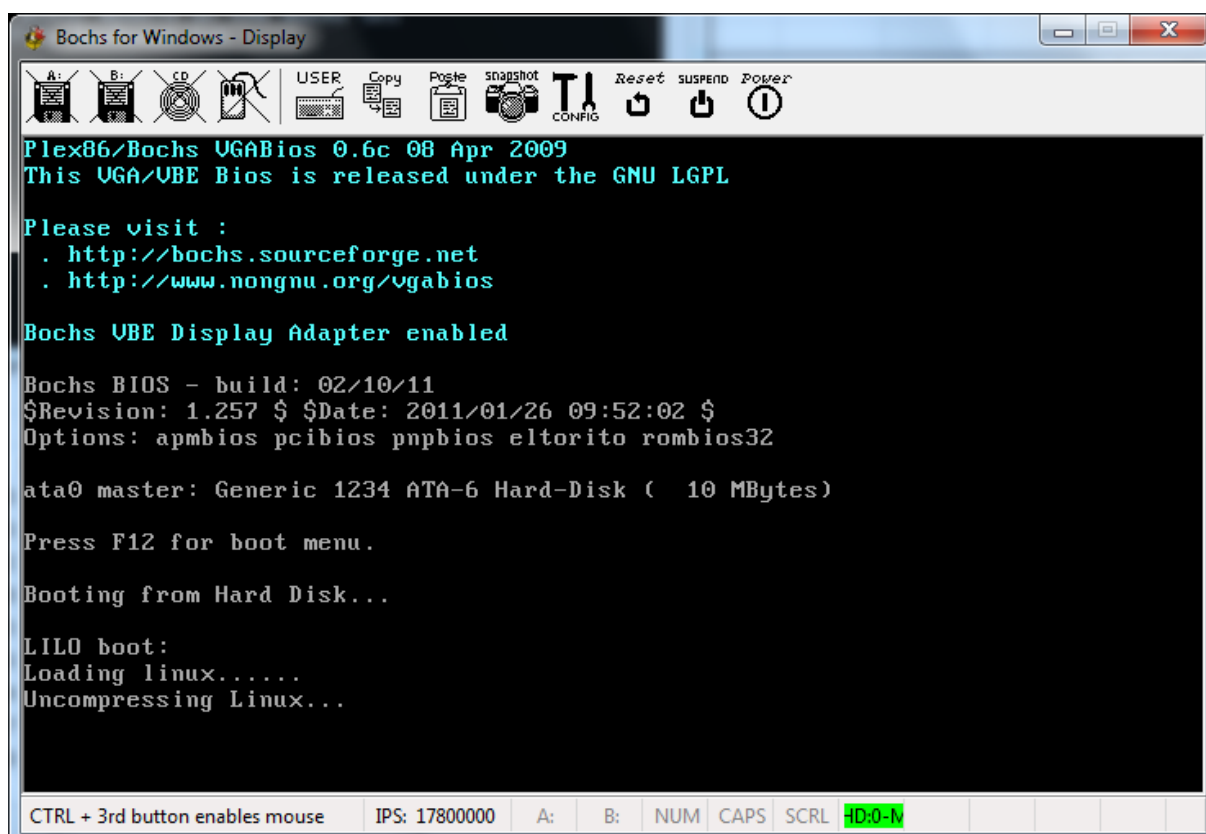 Bochs for Windows - Display
A: B: CD USER Copy Paste snapshot CONFIG Reset SUSPEND Power
Plex86/Bochs VGABios 0.6c 08 Apr 2009
This VGA/VBE Bios is released under the GNU LGPL
Please visit :
. http://bochs.sourceforge.net
. http://www.nongnu.org/vgabios
Bochs VBE Display Adapter enabled
Bochs BIOS - build: 02/10/11
$Revision: 1.257 $ $Date: 2011/01/26 09:52:02 $
Options: apmbios pcibios pnpbios eltorito rombios32
ata0 master: Generic 1234 ATA-6 Hard-Disk (  10 MBytes)
Press F12 for boot menu.
Booting from Hard Disk...
LILO boot:
Loading linux......
Uncompressing Linux...
CTRL + 3rd button enables mouse IPS: 17800000 A: B: NUM CAPS SCRL HD:0-M